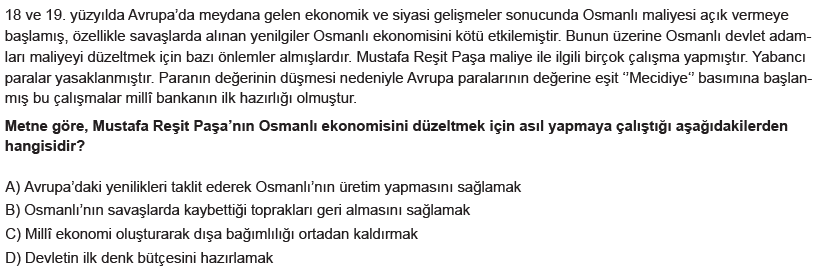 18 ve 19. yüzyılda Avrupa'da meydana gelen ekonomik ve siyasi gelişmeler sonucunda Osmanlı maliyesi açık vermeye
başlamış, özellikle savaşlarda alınan yenilgiler Osmanlı ekonomisini kötü etkilemiştir. Bunun üzerine Osmanlı devlet adam-
ları maliyeyi düzeltmek için bazı önlemler almışlardır. Mustafa Reşit Paşa maliye ile ilgili birçok çalışma yapmıştır. Yabancı
paralar yasaklanmıştır. Paranın değerinin düşmesi nedeniyle Avrupa paralarının değerine eşit ‘’Mecidiye‘’ basımına başlan-
mış bu çalışmalar millî bankanın ilk hazırlığı olmuştur.
Metne göre, Mustafa Reşit Paşa'nın Osmanlı ekonomisini düzeltmek için asıl yapmaya çalıştığı aşağıdakilerden
hangisidir?
A) Avrupa'daki yenilikleri taklit ederek Osmanlı'nın üretim yapmasını sağlamak
B) Osmanlı'nın savaşlarda kaybettiği toprakları geri almasını sağlamak
C) Millî ekonomi oluşturarak dışa bağımlılığı ortadan kaldırmak
D) Devletin ilk denk bütçesini hazırlamak